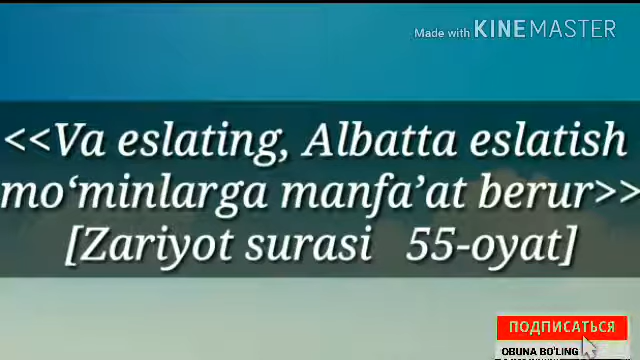 Made with KINEMASTER
<<Va eslating, Albatta eslatish
mo‘minlarga manfa’at berur>>
[Zariyot surasi 55-oyat]
ПОДПИСАТЬСЯ
OBUNA BO'LING